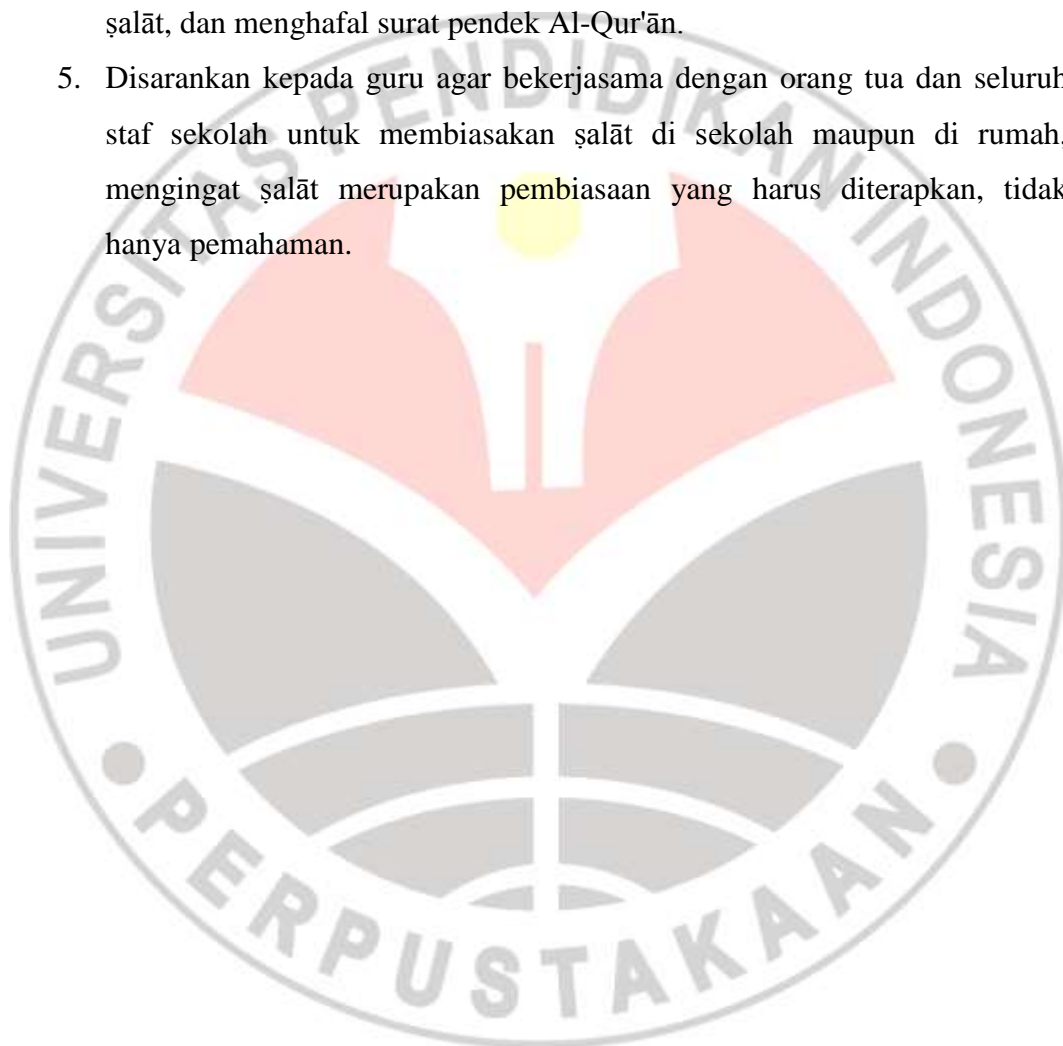 ṣalāt, dan menghafal surat pendek Al-Qur'ān.
5. Disarankan kepada guru agar bekerjasama dengan orang tua dan seluruh
staf sekolah untuk membiasakan ṣalāt di sekolah maupun di rumah,
mengingat ṣalāt merupakan pembiasaan yang harus diterapkan, tidak
hanya pemahaman.
UNIVERSITAS PENDIDIKAN INDONESIA
PERPUSTAKAAN